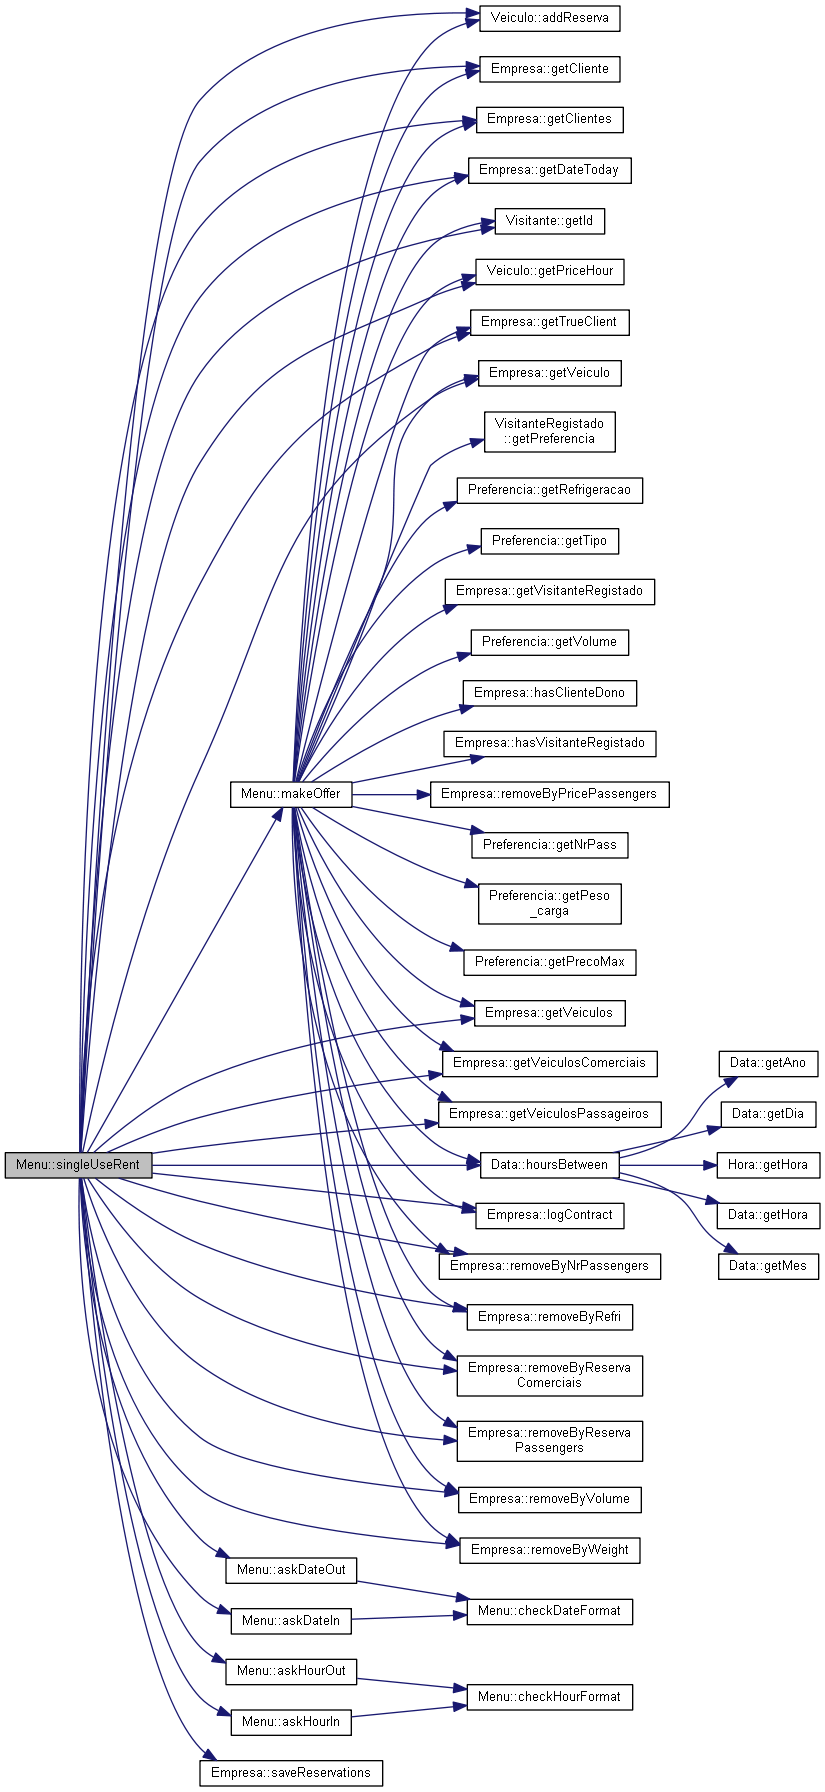 Veiculo::addReserva
Empresa::getCliente
Empresa::getClientes
Empresa::getDateToday
Visitante::getId
Veiculo::getPriceHour
Empresa::getTrueClient
Empresa::getVeiculo
VisitanteRegistado
::getPreferencia
Preferencia::getRefrigeracao
Preferencia::getTipo
Empresa::getVisitanteRegistado
Preferencia::getVolume
Empresa::hasClienteDono
Empresa::hasVisitanteRegistado
Menu::makeOffer
Empresa::removeByPricePassengers
Preferencia::getNrPass
Preferencia::getPeso
_carga
Preferencia::getPrecoMax
Empresa::getVeiculos
Empresa::getVeiculosComerciais
Data::getAno
Empresa::getVeiculosPassageiros
Data::getDia
Menu::singleUseRent
Data::hoursBetween
Hora::getHora
Empresa::logContract
Data::getHora
Empresa::removeByNrPassengers
Data::getMes
Empresa::removeByRefri
Empresa::removeByReserva
Comerciais
Empresa::removeByReserva
Passengers
Empresa::removeByVolume
Empresa::removeByWeight
Menu::askDateOut
Menu::checkDateFormat
Menu::askDateIn
Menu::askHourOut
Menu::checkHourFormat
Menu::askHourIn
Empresa::saveReservations